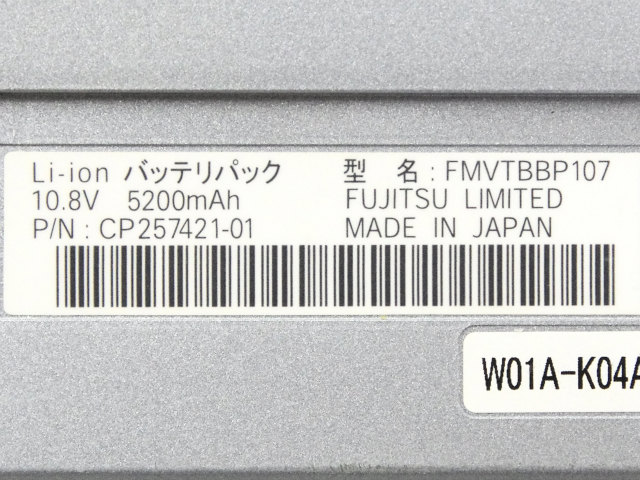 Li-ion バッテリパック 型 名 : FMVTBBP107
10.8V 5200mAh FUJITSU LIMITED
P/N : CP257421-01 MADE IN JAPAN
W01A-K04A